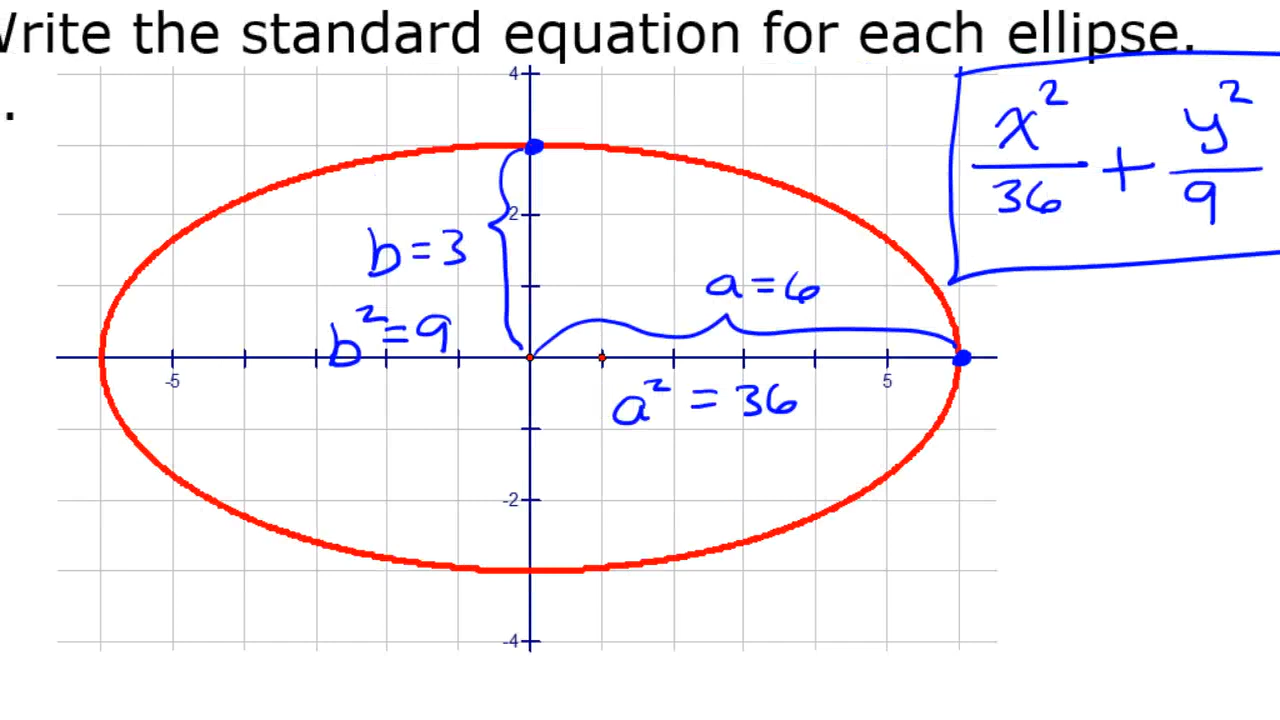 Write the standard equation for each ellipse.
.
x²/36 + y²/9
4
2
b=3
a=6
b²=9
-5
5
a² = 36
-2
-4